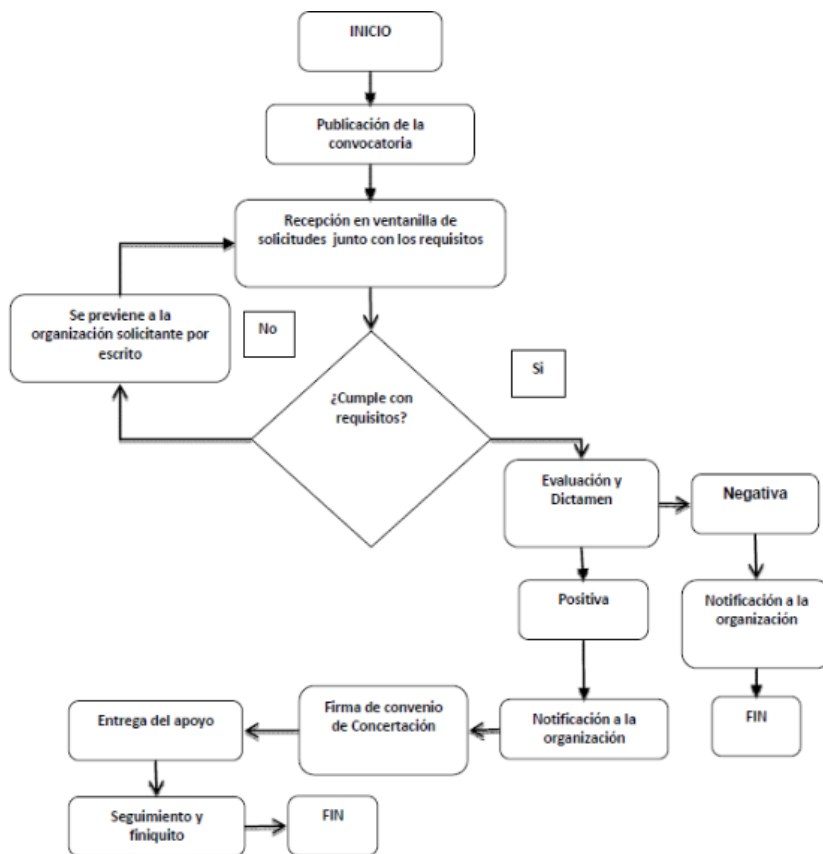 INICIO
Publicación de la
convocatoria
Recepción en ventanilla de
solicitudes junto con los requisitos
Se previene a la
organización solicitante por
escrito
No
¿Cumple con
requisitos?
Si
Evaluación y
Dictamen
Negativa
Positiva
Notificación a la
organización
FIN
Notificación a la
organización
Firma de convenio
de Concertación
Entrega del apoyo
Seguimiento y
finiquito
FIN